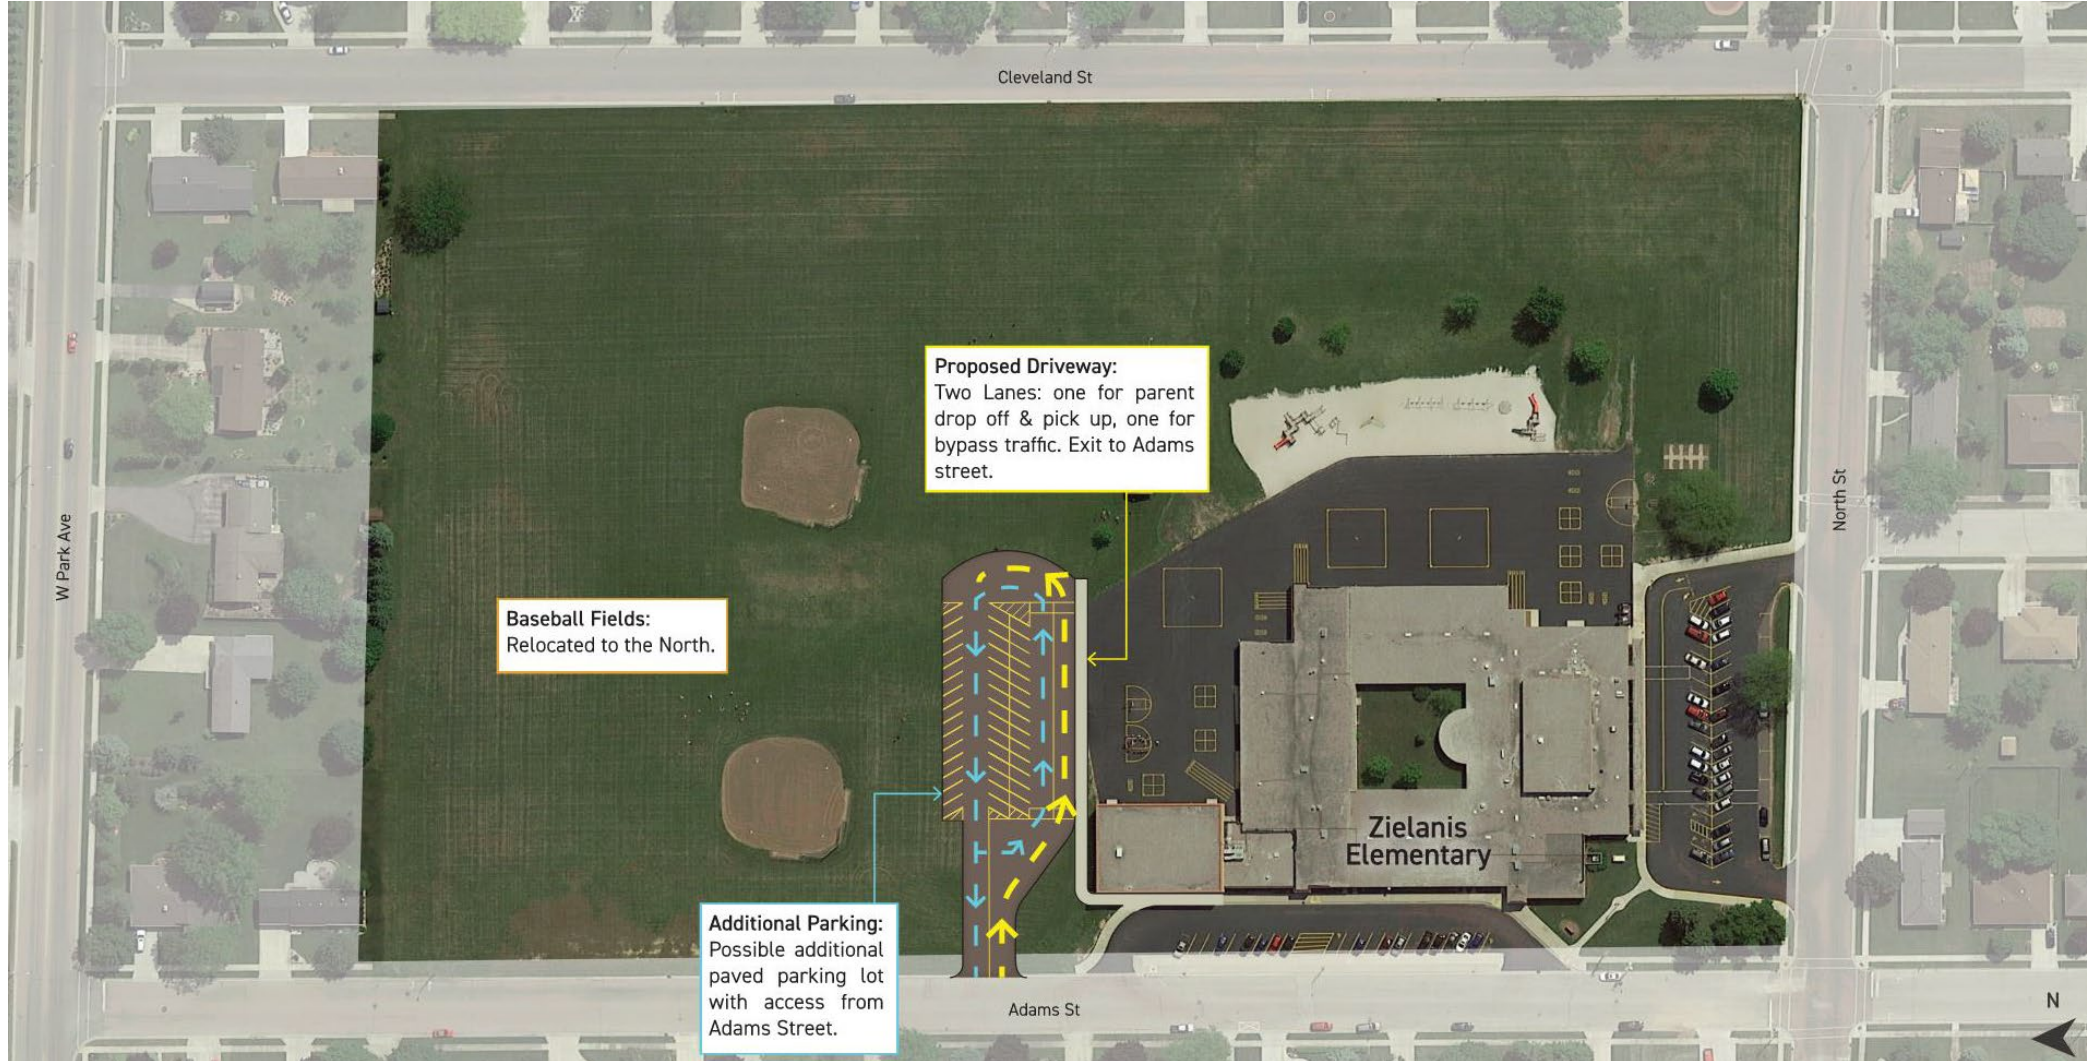 Cleveland St
Proposed Driveway:
Two Lanes: one for parent
drop off & pick up, one for
bypass traffic. Exit to Adams
street.
North St
W Park Ave
Baseball Fields:
Relocated to the North.
Zielanis
Elementary
Additional Parking:
Possible additional
paved parking lot
with access from
Adams Street.
Adams St
N